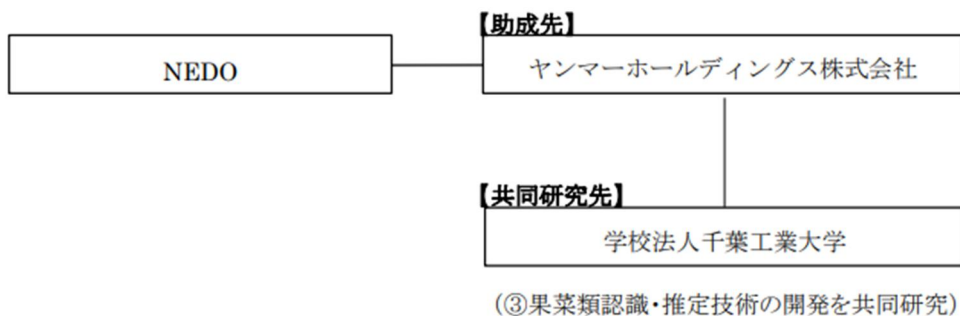 【助成先】
NEDO
ヤンマーホールディングス株式会社
【共同研究先】
学校法人千葉工業大学
（③果菜類認識・推定技術の開発を共同研究）